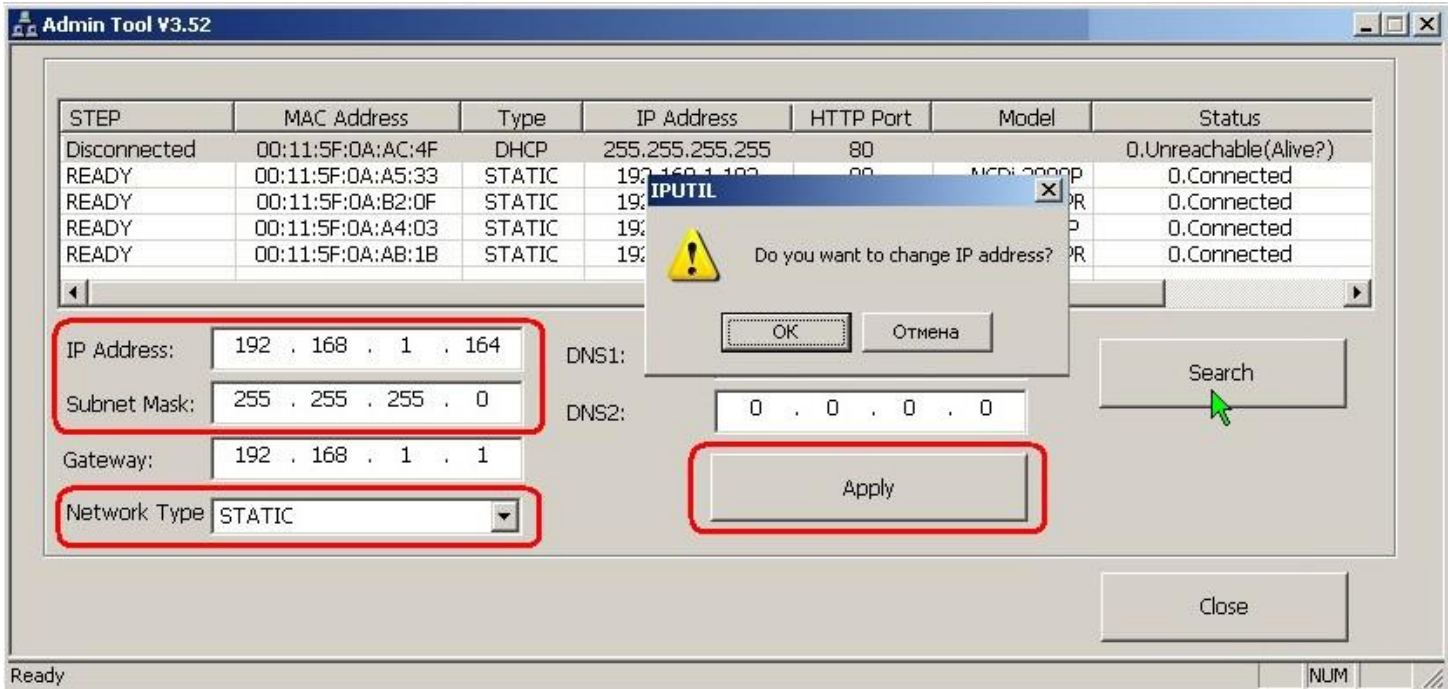 Admin Tool V3.52
STEP MAC Address Type IP Address HTTP Port Model Status
Disconnected 00:11:5F:0A:AC:4F DHCP 255.255.255.255 80 0.Unreachable(Alive?)
READY 00:11:5F:0A:A5:33 STATIC 0.Connected
READY 00:11:5F:0A:B2:0F STATIC 0.Connected
READY 00:11:5F:0A:A4:03 STATIC 0.Connected
READY 00:11:5F:0A:AB:1B STATIC 0.Connected
IPUTIL
Do you want to change IP address?
OK Отмена
IP Address: 192 . 168 . 1 . 164
DNS1:
Search
Subnet Mask: 255 . 255 . 255 . 0
DNS2: 0 . 0 . 0 . 0
Gateway: 192 . 168 . 1 . 1
Apply
Network Type STATIC
Close
Ready NUM